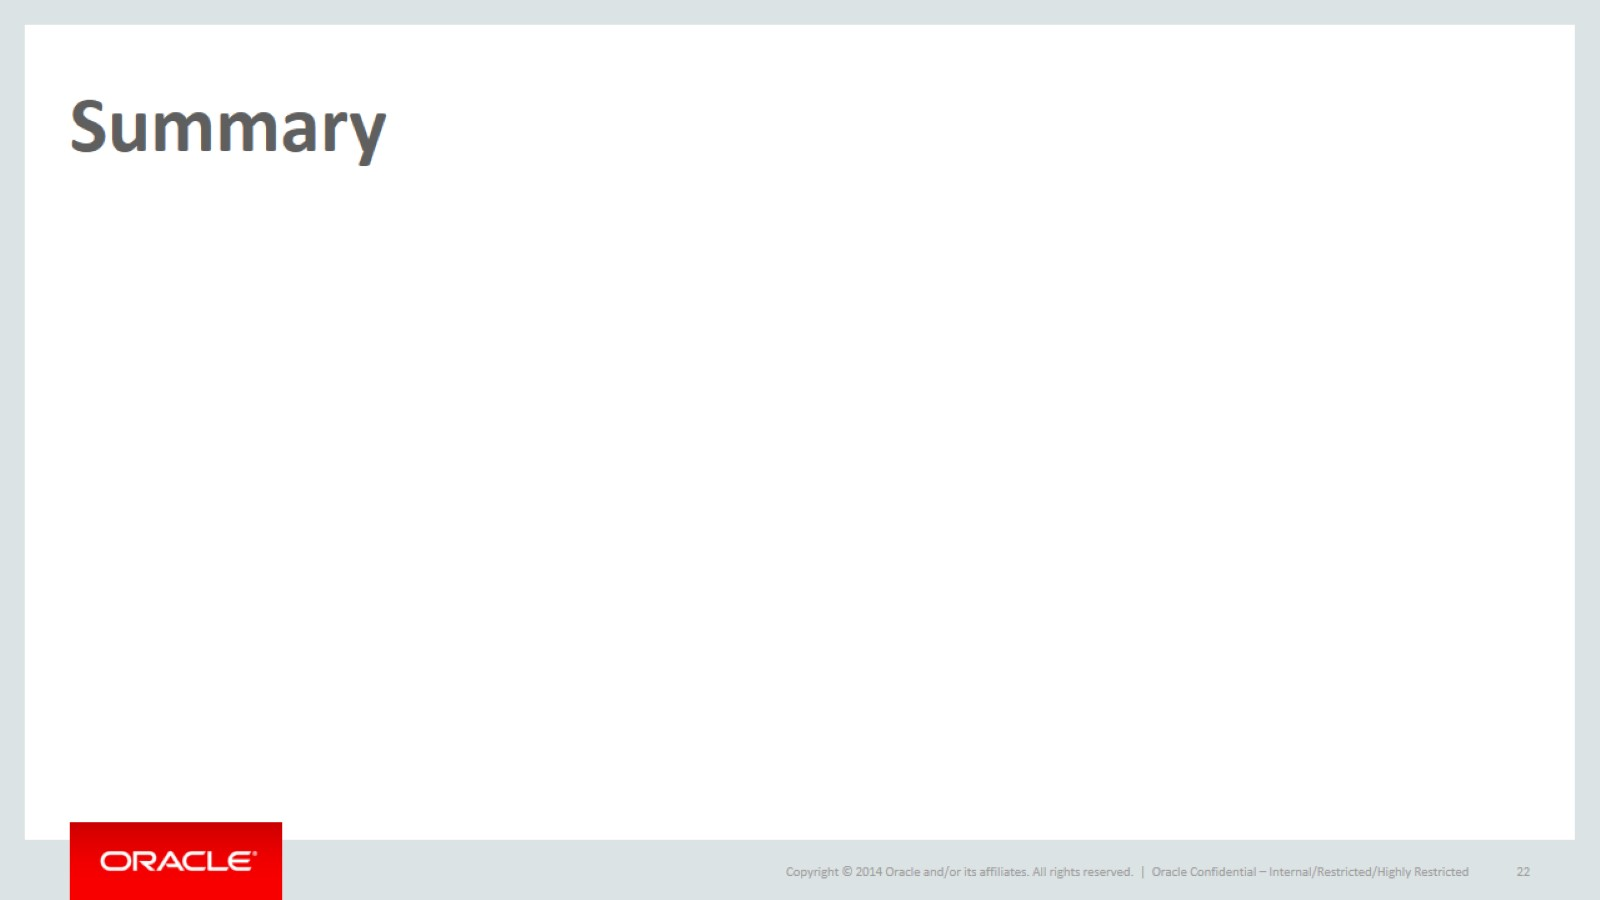 Summary
ORACLE®
Copyright © 2014 Oracle and/or its affiliates. All rights reserved. | Oracle Confidential – Internal/Restricted/Highly Restricted 22